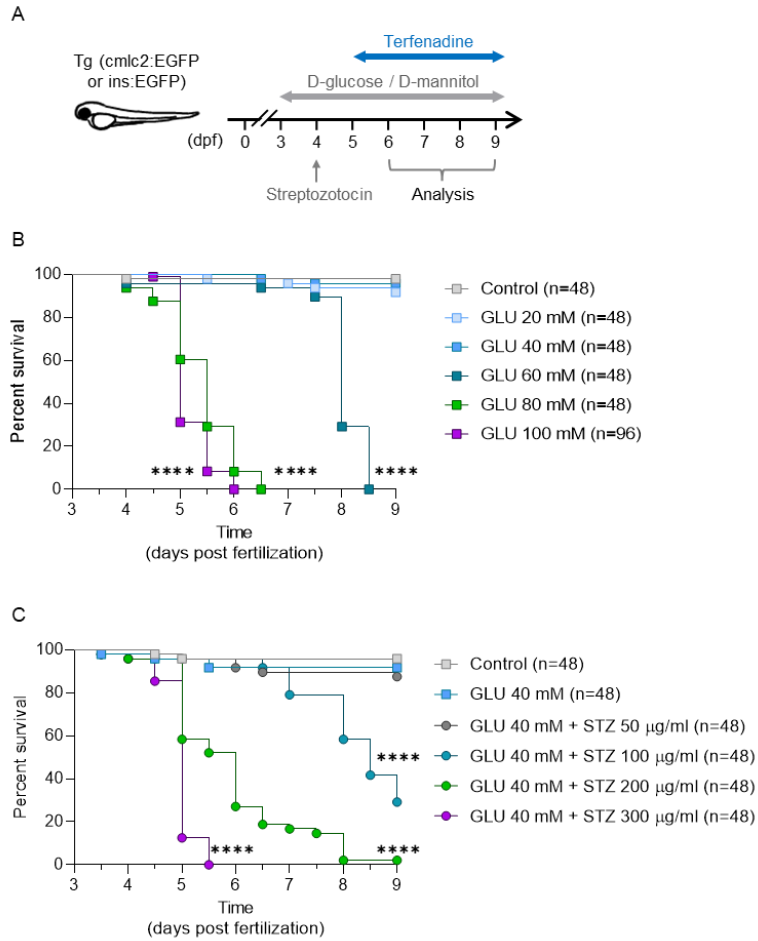 A
Terfenadine
Tg (cmlc2:EGFP
or ins:EGFP)
D-glucose / D-mannitol
(dpf) 0 3 4 5 6 7 8 9
Streptozotocin Analysis
B
Percent survival
100
80
60
40
20
0
**** **** ****
3 4 5 6 7 8 9
Time
(days post fertilization)
Control (n=48)
GLU 20 mM (n=48)
GLU 40 mM (n=48)
GLU 60 mM (n=48)
GLU 80 mM (n=48)
GLU 100 mM (n=96)
C
Percent survival
100
80
60
40
20
0
****
**** ****
3 4 5 6 7 8 9
Time
(days post fertilization)
Control (n=48)
GLU 40 mM (n=48)
GLU 40 mM + STZ 50 µg/ml (n=48)
GLU 40 mM + STZ 100 µg/ml (n=48)
GLU 40 mM + STZ 200 µg/ml (n=48)
GLU 40 mM + STZ 300 µg/ml (n=48)